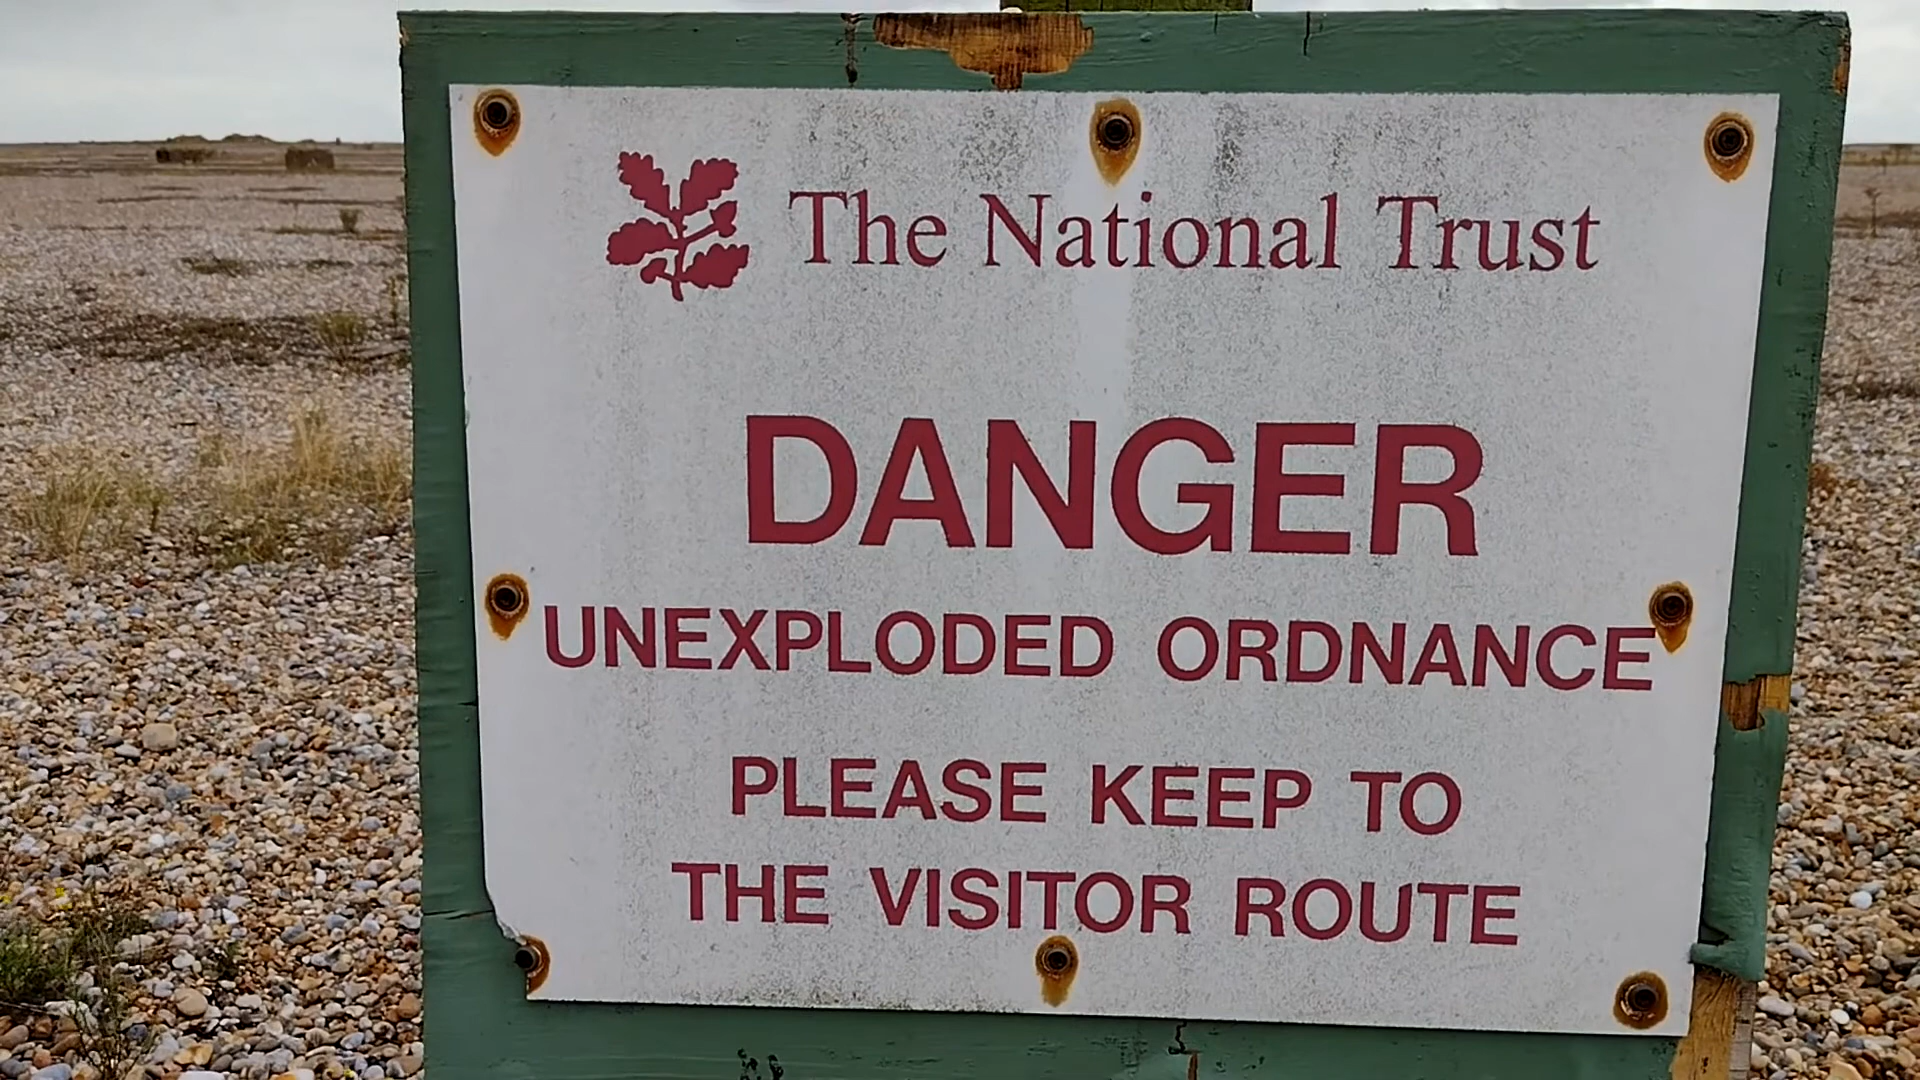 The National Trust
DANGER
UNEXPLODED ORDNANCE
PLEASE KEEP TO
THE VISITOR ROUTE